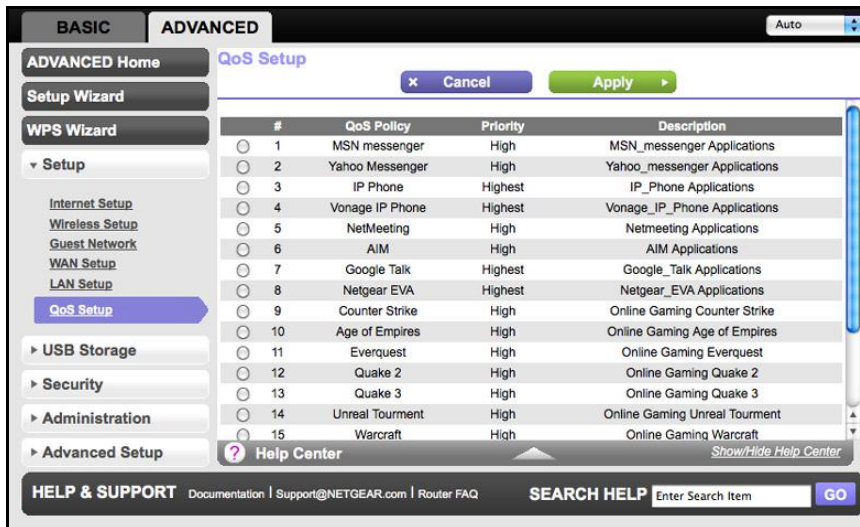 BASIC ADVANCED Auto
ADVANCED Home
Setup Wizard
WPS Wizard
Setup
Internet Setup
Wireless Setup
Guest Network
WAN Setup
LAN Setup
QoS Setup
USB Storage
Security
Administration
Advanced Setup
QoS Setup
Cancel Apply
# QoS Policy Priority Description
1 MSN messenger High MSN_messenger Applications
2 Yahoo Messenger High Yahoo_messenger Applications
3 IP Phone Highest IP_Phone Applications
4 Vonage IP Phone Highest Vonage_IP_Phone Applications
5 NetMeeting High Netmeeting Applications
6 AIM High AIM Applications
7 Google Talk Highest Google_Talk Applications
8 Netgear EVA Highest Netgear_EVA Applications
9 Counter Strike High Online Gaming Counter Strike
10 Age of Empires High Online Gaming Age of Empires
11 Everquest High Online Gaming Everquest
12 Quake 2 High Online Gaming Quake 2
13 Quake 3 High Online Gaming Quake 3
14 Unreal Tourment High Online Gaming Unreal Tourment
15 Warcraft High Online Gaming Warcraft
? Help Center Show/Hide Help Center
HELP & SUPPORT Documentation | Support@NETGEAR.com | Router FAQ SEARCH HELP Enter Search Item GO